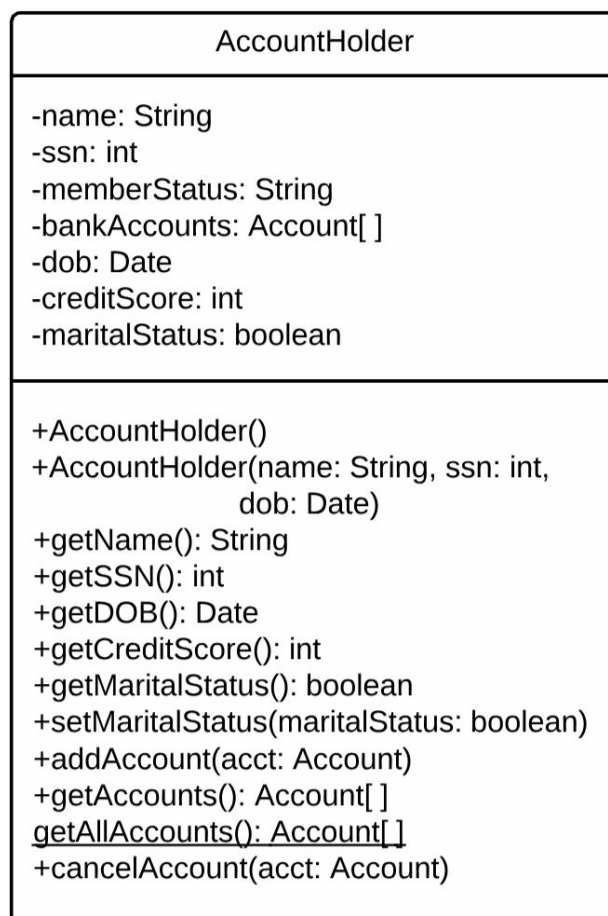 AccountHolder
-name: String
-ssn: int
-memberStatus: String
-bankAccounts: Account[ ]
-dob: Date
-creditScore: int
-maritalStatus: boolean
+AccountHolder()
+AccountHolder(name: String, ssn: int,
dob: Date)
+getName(): String
+getSSN(): int
+getDOB(): Date
+getCreditScore(): int
+getMaritalStatus(): boolean
+setMaritalStatus(maritalStatus: boolean)
+addAccount(acct: Account)
+getAccounts(): Account[ ]
getAllAccounts(): Account[ ]
+cancelAccount(acct: Account)